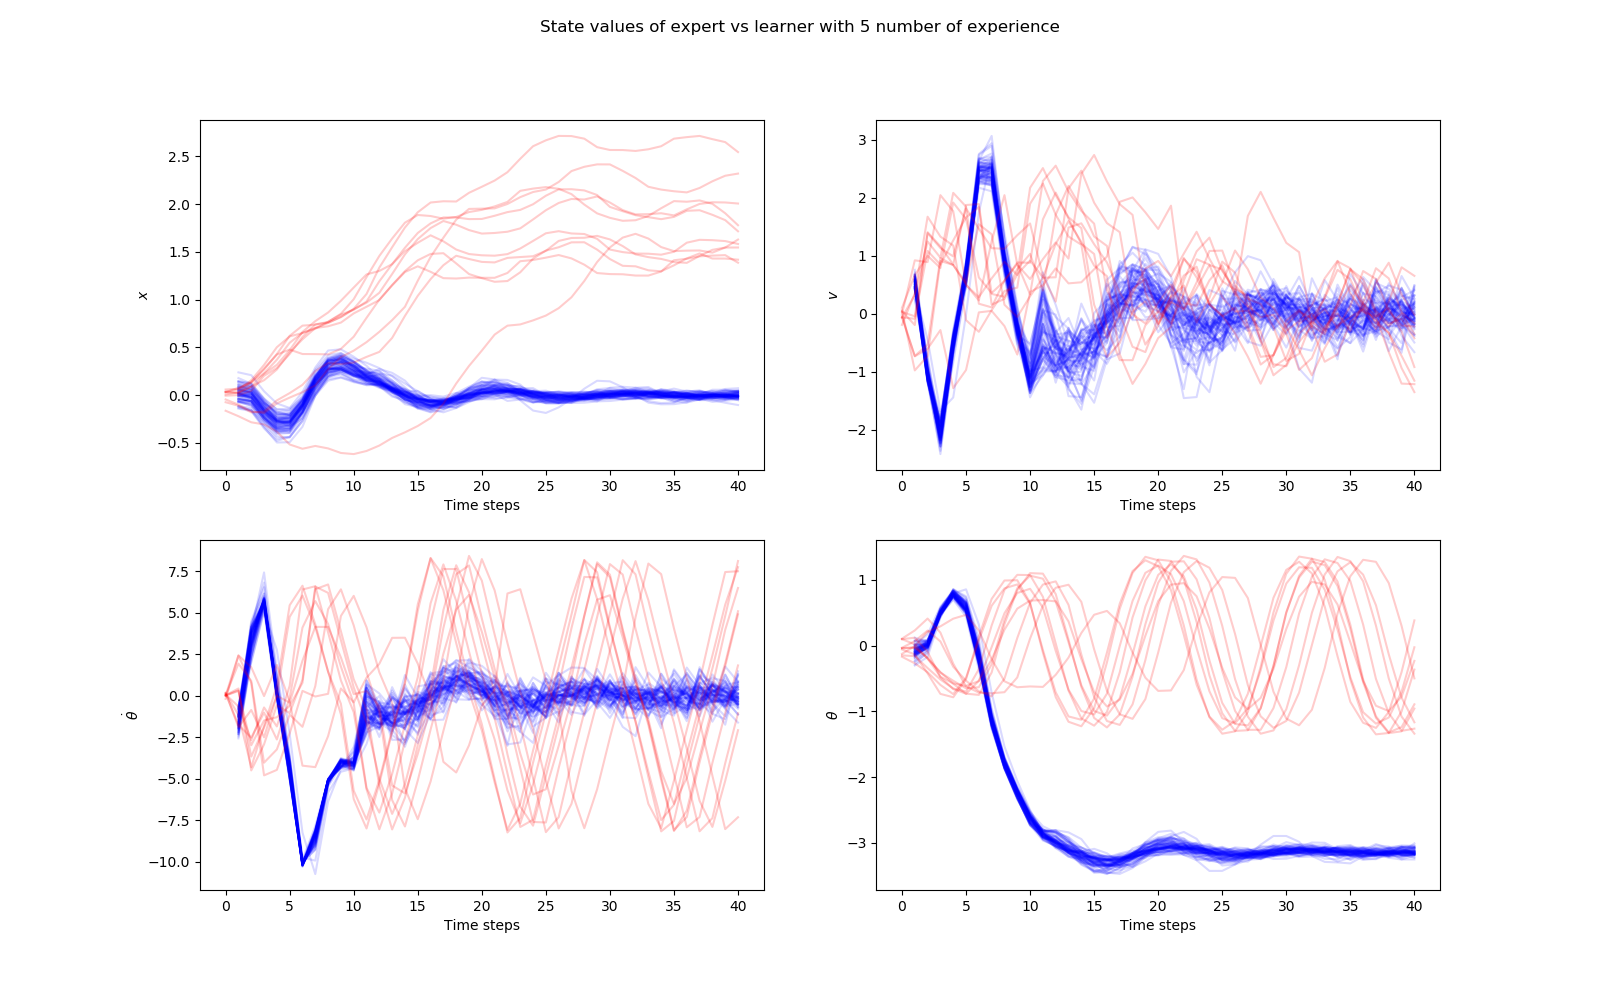 State values of expert vs learner with 5 number of experience
x
2.5
2.0
1.5
1.0
0.5
0.0
−0.5
0 5 10 15 20 25 30 35 40
Time steps
v
3
2
1
0
−1
−2
0 5 10 15 20 25 30 35 40
Time steps
θ̇
7.5
5.0
2.5
0.0
−2.5
−5.0
−7.5
−10.0
0 5 10 15 20 25 30 35 40
Time steps
θ
1
0
−1
−2
−3
0 5 10 15 20 25 30 35 40
Time steps